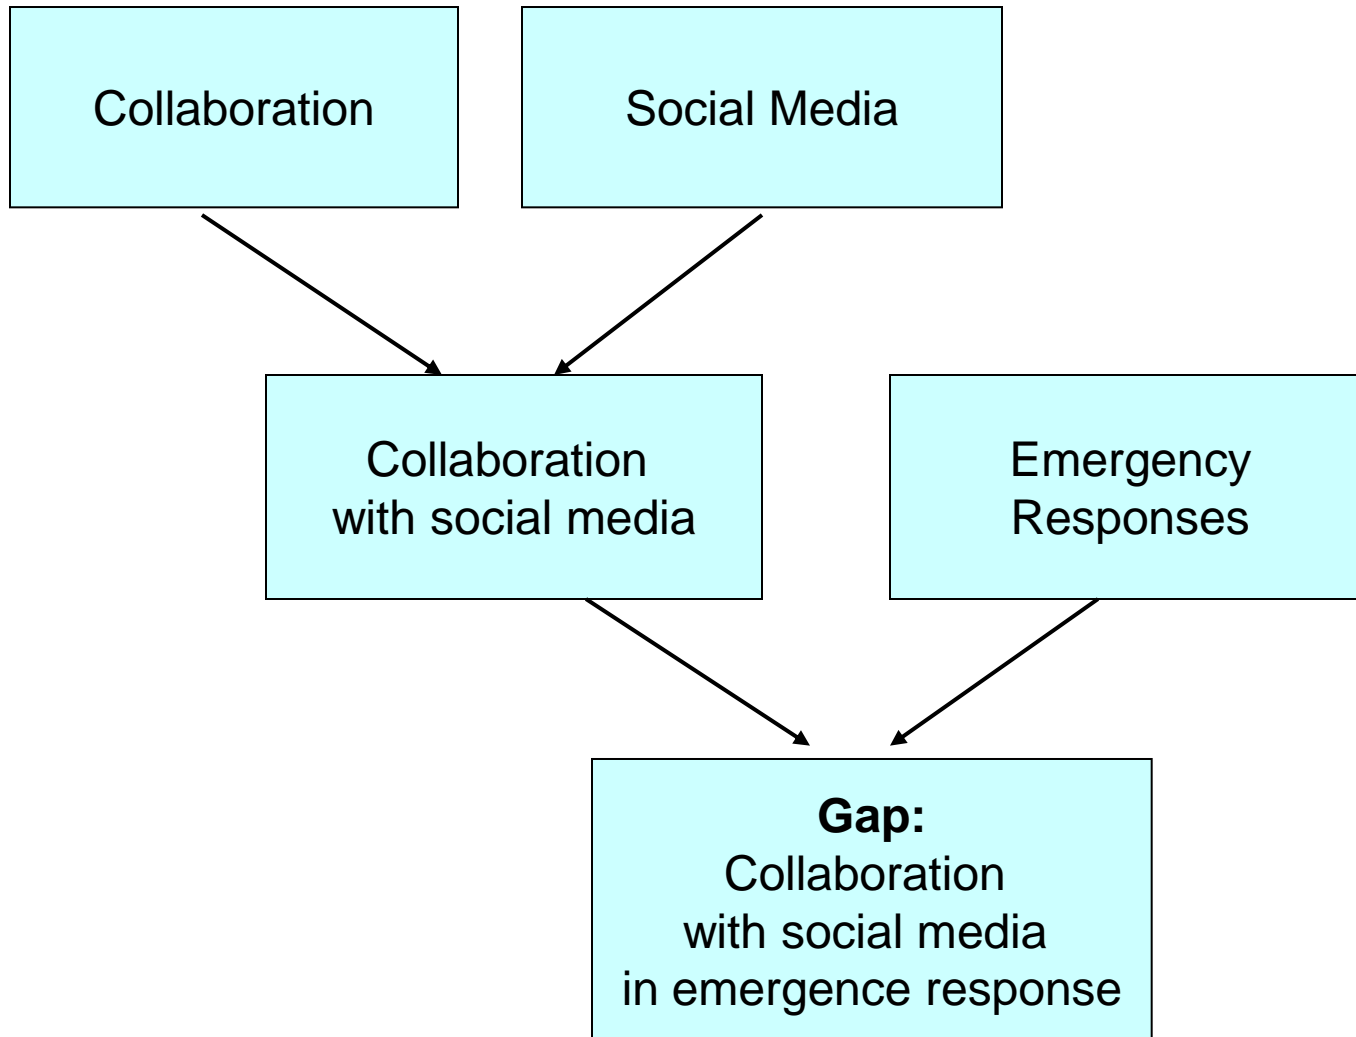 Collaboration
Social Media
Collaboration
with social media
Emergency
Responses
Gap:
Collaboration
with social media
in emergence response